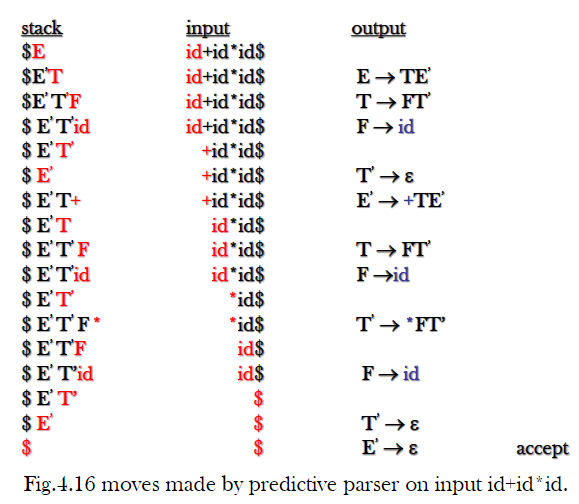 stack input output
$E id+id*id$
$E’T id+id*id$ E → TE’
$E’T’F id+id*id$ T → FT’
$ E’T’id id+id*id$ F → id
$ E’T’ +id*id$
$ E’ +id*id$ T’ → ε
$ E’T+ +id*id$ E’ → +TE’
$ E’T id*id$
$ E’T’F id*id$ T → FT’
$ E’T’id id*id$ F →id
$ E’T’ *id$
$ E’T’F* *id$ T’ → *FT’
$ E’T’F id$
$ E’T’id id$ F → id
$ E’T’ $
$ E’ $ T’ → ε
$ $ E’ → ε accept
Fig.4.16 moves made by predictive parser on input id+id*id.